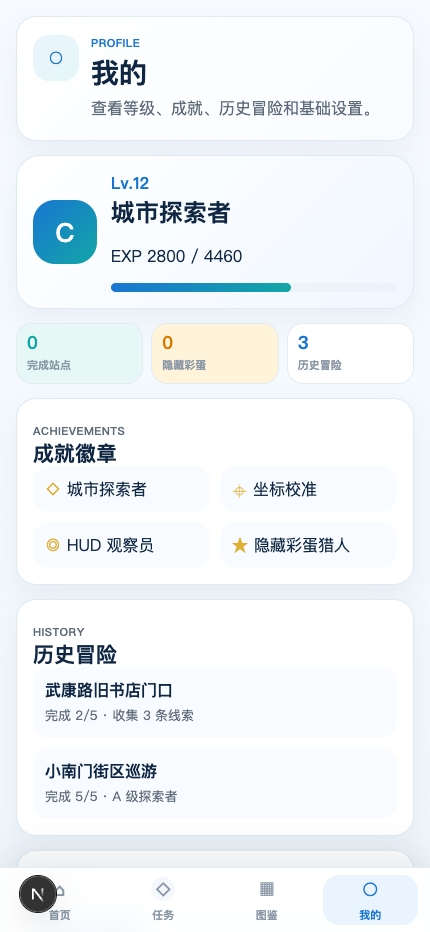 PROFILE
我的
查看等级、成就、历史冒险和基础设置。
Lv.12
C
城市探索者
EXP 2800 / 4460
0
完成站点
0
隐藏彩蛋
3
历史冒险
ACHIEVEMENTS
成就徽章
城市探索者
坐标校准
HUD 观察员
隐藏彩蛋猎人
HISTORY
历史冒险
武康路旧书店门口
完成 2/5 · 收集 3 条线索
小南门街区巡游
完成 5/5 · A 级探索者
N
首页
任务
图鉴
我的